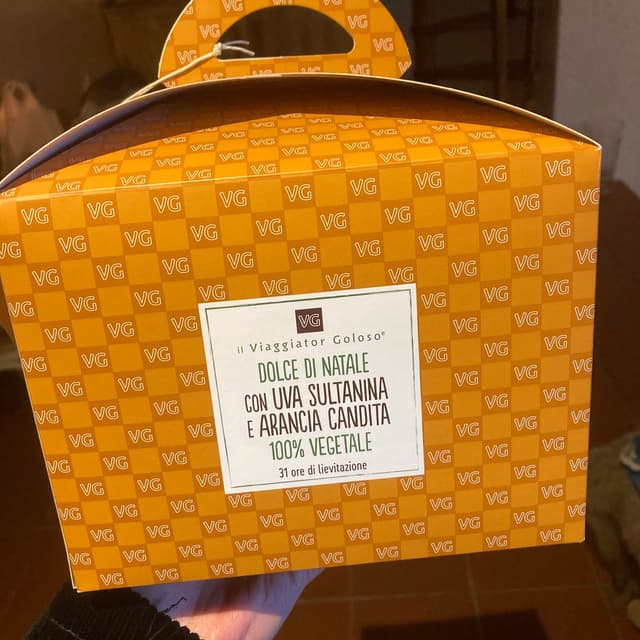 VG
il Viaggiator Goloso®
DOLCE DI NATALE
CON UVA SULTANINA
E ARANCIA CANDITA
100% VEGETALE
31 ore di lievitazione